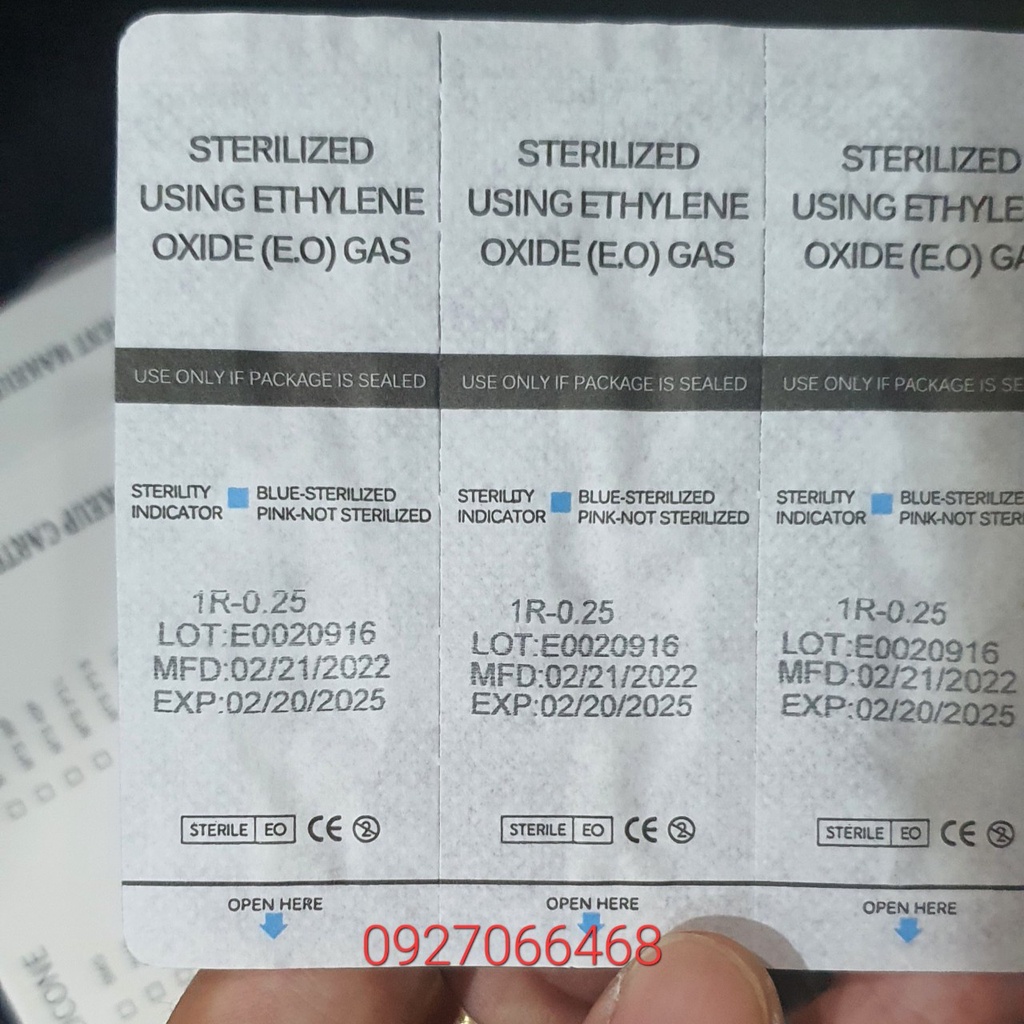 STERILIZED
USING ETHYLENE
OXIDE (E.O) GAS
USE ONLY IF PACKAGE IS SEALED
STERILITY
INDICATOR
BLUE-STERILIZED
PINK-NOT STERILIZED
1R-0.25
LOT:E0020916
MFD:02/21/2022
EXP:02/20/2025
STERILE EO CE 2
OPEN HERE
STERILIZED
USING ETHYLENE
OXIDE (E.O) GAS
USE ONLY IF PACKAGE IS SEALED
STERILITY
INDICATOR
BLUE-STERILIZED
PINK-NOT STERILIZED
1R-0.25
LOT:E0020916
MFD:02/21/2022
EXP:02/20/2025
STERILE EO CE 2
OPEN HERE
STERILIZED
USING ETHYLE
OXIDE (E.O) GA
USE ONLY IF PACKAGE IS SE
STERILITY
INDICATOR
BLUE-STERILIZE
PINK-NOT STERI
1R-0.25
LOT:E0020916
MFD:02/21/2022
EXP:02/20/2025
STERILE EO CE 2
OPEN HERE
0927066468